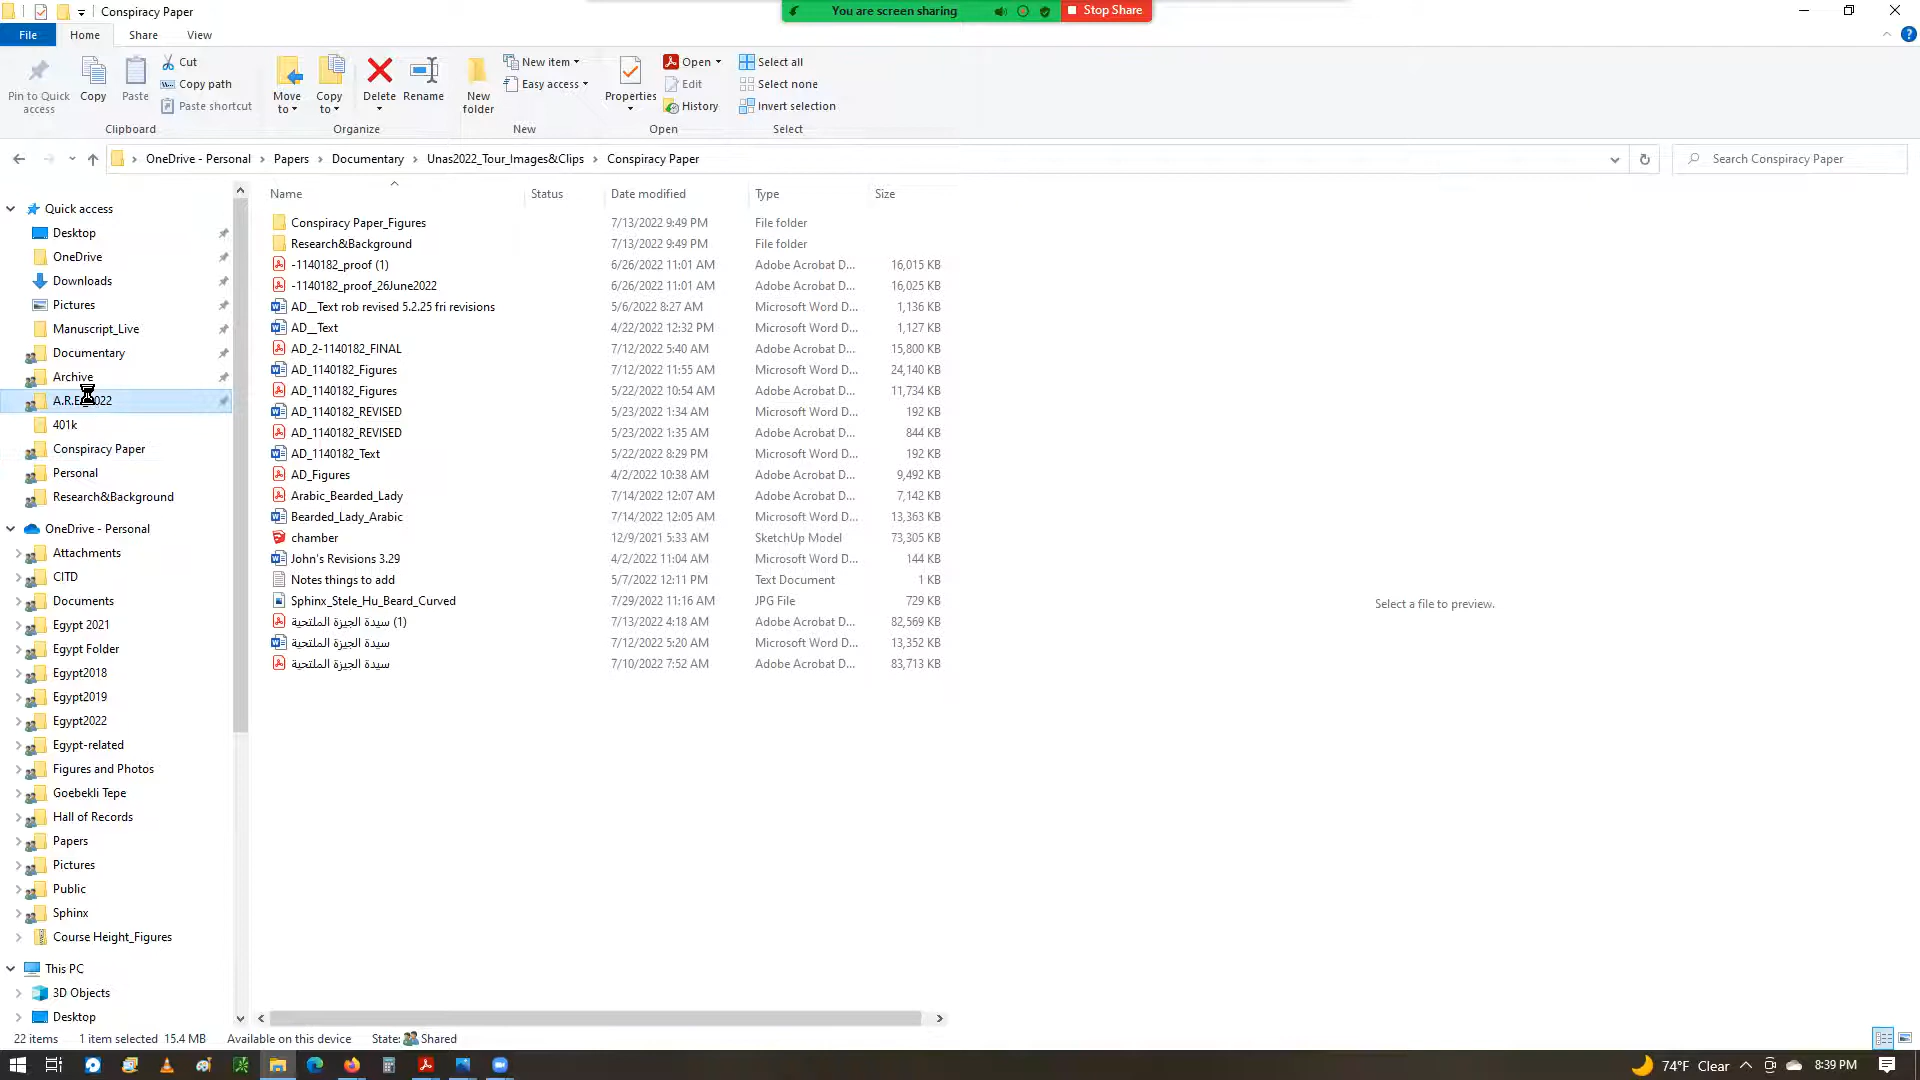 Conspiracy Paper
You are screen sharing
Stop Share
File
Home
Share
View
Pin to Quick access
Copy
Paste
Cut
Copy path
Paste shortcut
Clipboard
Move to
Copy to
Delete
Rename
Organize
New folder
New item
Easy access
New
Properties
Open
Edit
History
Open
Select all
Select none
Invert selection
Select
OneDrive - Personal > Papers > Documentary > Unas2022_Tour_Images&Clips > Conspiracy Paper
Search Conspiracy Paper
Quick access
Desktop
OneDrive
Downloads
Pictures
Manuscript_Live
Documentary
Archive
401k
Conspiracy Paper
Personal
Research&Background
OneDrive - Personal
Attachments
CITD
Documents
Egypt 2021
Egypt Folder
Egypt2018
Egypt2019
Egypt2022
Egypt-related
Figures and Photos
Goebekli Tepe
Hall of Records
Papers
Pictures
Public
Sphinx
Course Height_Figures
This PC
3D Objects
Desktop
Name Status Date modified Type Size
Conspiracy Paper_Figures 7/13/2022 9:49 PM File folder
Research&Background 7/13/2022 9:49 PM File folder
-1140182_proof (1) 6/26/2022 11:01 AM Adobe Acrobat D... 16,015 KB
-1140182_proof_26June2022 6/26/2022 11:01 AM Adobe Acrobat D... 16,025 KB
AD__Text rob revised 5.2.25 fri revisions 5/6/2022 8:27 AM Microsoft Word D... 1,136 KB
AD__Text 4/22/2022 12:32 PM Microsoft Word D... 1,127 KB
AD_2-1140182_FINAL 7/12/2022 5:40 AM Adobe Acrobat D... 15,800 KB
AD_1140182_Figures 7/12/2022 11:55 AM Microsoft Word D... 24,140 KB
AD_1140182_Figures 5/22/2022 10:54 AM Adobe Acrobat D... 11,734 KB
AD_1140182_REVISED 5/23/2022 1:34 AM Microsoft Word D... 192 KB
AD_1140182_REVISED 5/23/2022 1:35 AM Adobe Acrobat D... 844 KB
AD_1140182_Text 5/22/2022 8:29 PM Microsoft Word D... 192 KB
AD_Figures 4/2/2022 10:38 AM Adobe Acrobat D... 9,492 KB
Arabic_Bearded_Lady 7/14/2022 12:07 AM Adobe Acrobat D... 7,142 KB
Bearded_Lady_Arabic 7/14/2022 12:05 AM Microsoft Word D... 13,363 KB
chamber 12/9/2021 5:33 AM SketchUp Model 73,305 KB
John's Revisions 3.29 4/2/2022 11:04 AM Microsoft Word D... 144 KB
Notes things to add 5/7/2022 12:11 PM Text Document 1 KB
Sphinx_Stele_Hu_Beard_Curved 7/29/2022 11:16 AM JPG File 729 KB
سيدة الجيزة الملتحية (1) 7/13/2022 4:18 AM Adobe Acrobat D... 82,569 KB
سيدة الجيزة الملتحية 7/12/2022 5:20 AM Microsoft Word D... 13,352 KB
سيدة الجيزة الملتحية 7/10/2022 7:52 AM Adobe Acrobat D... 83,713 KB
Select a file to preview.
22 items 1 item selected 15.4 MB Available on this device State: Shared
74°F Clear 8:39 PM